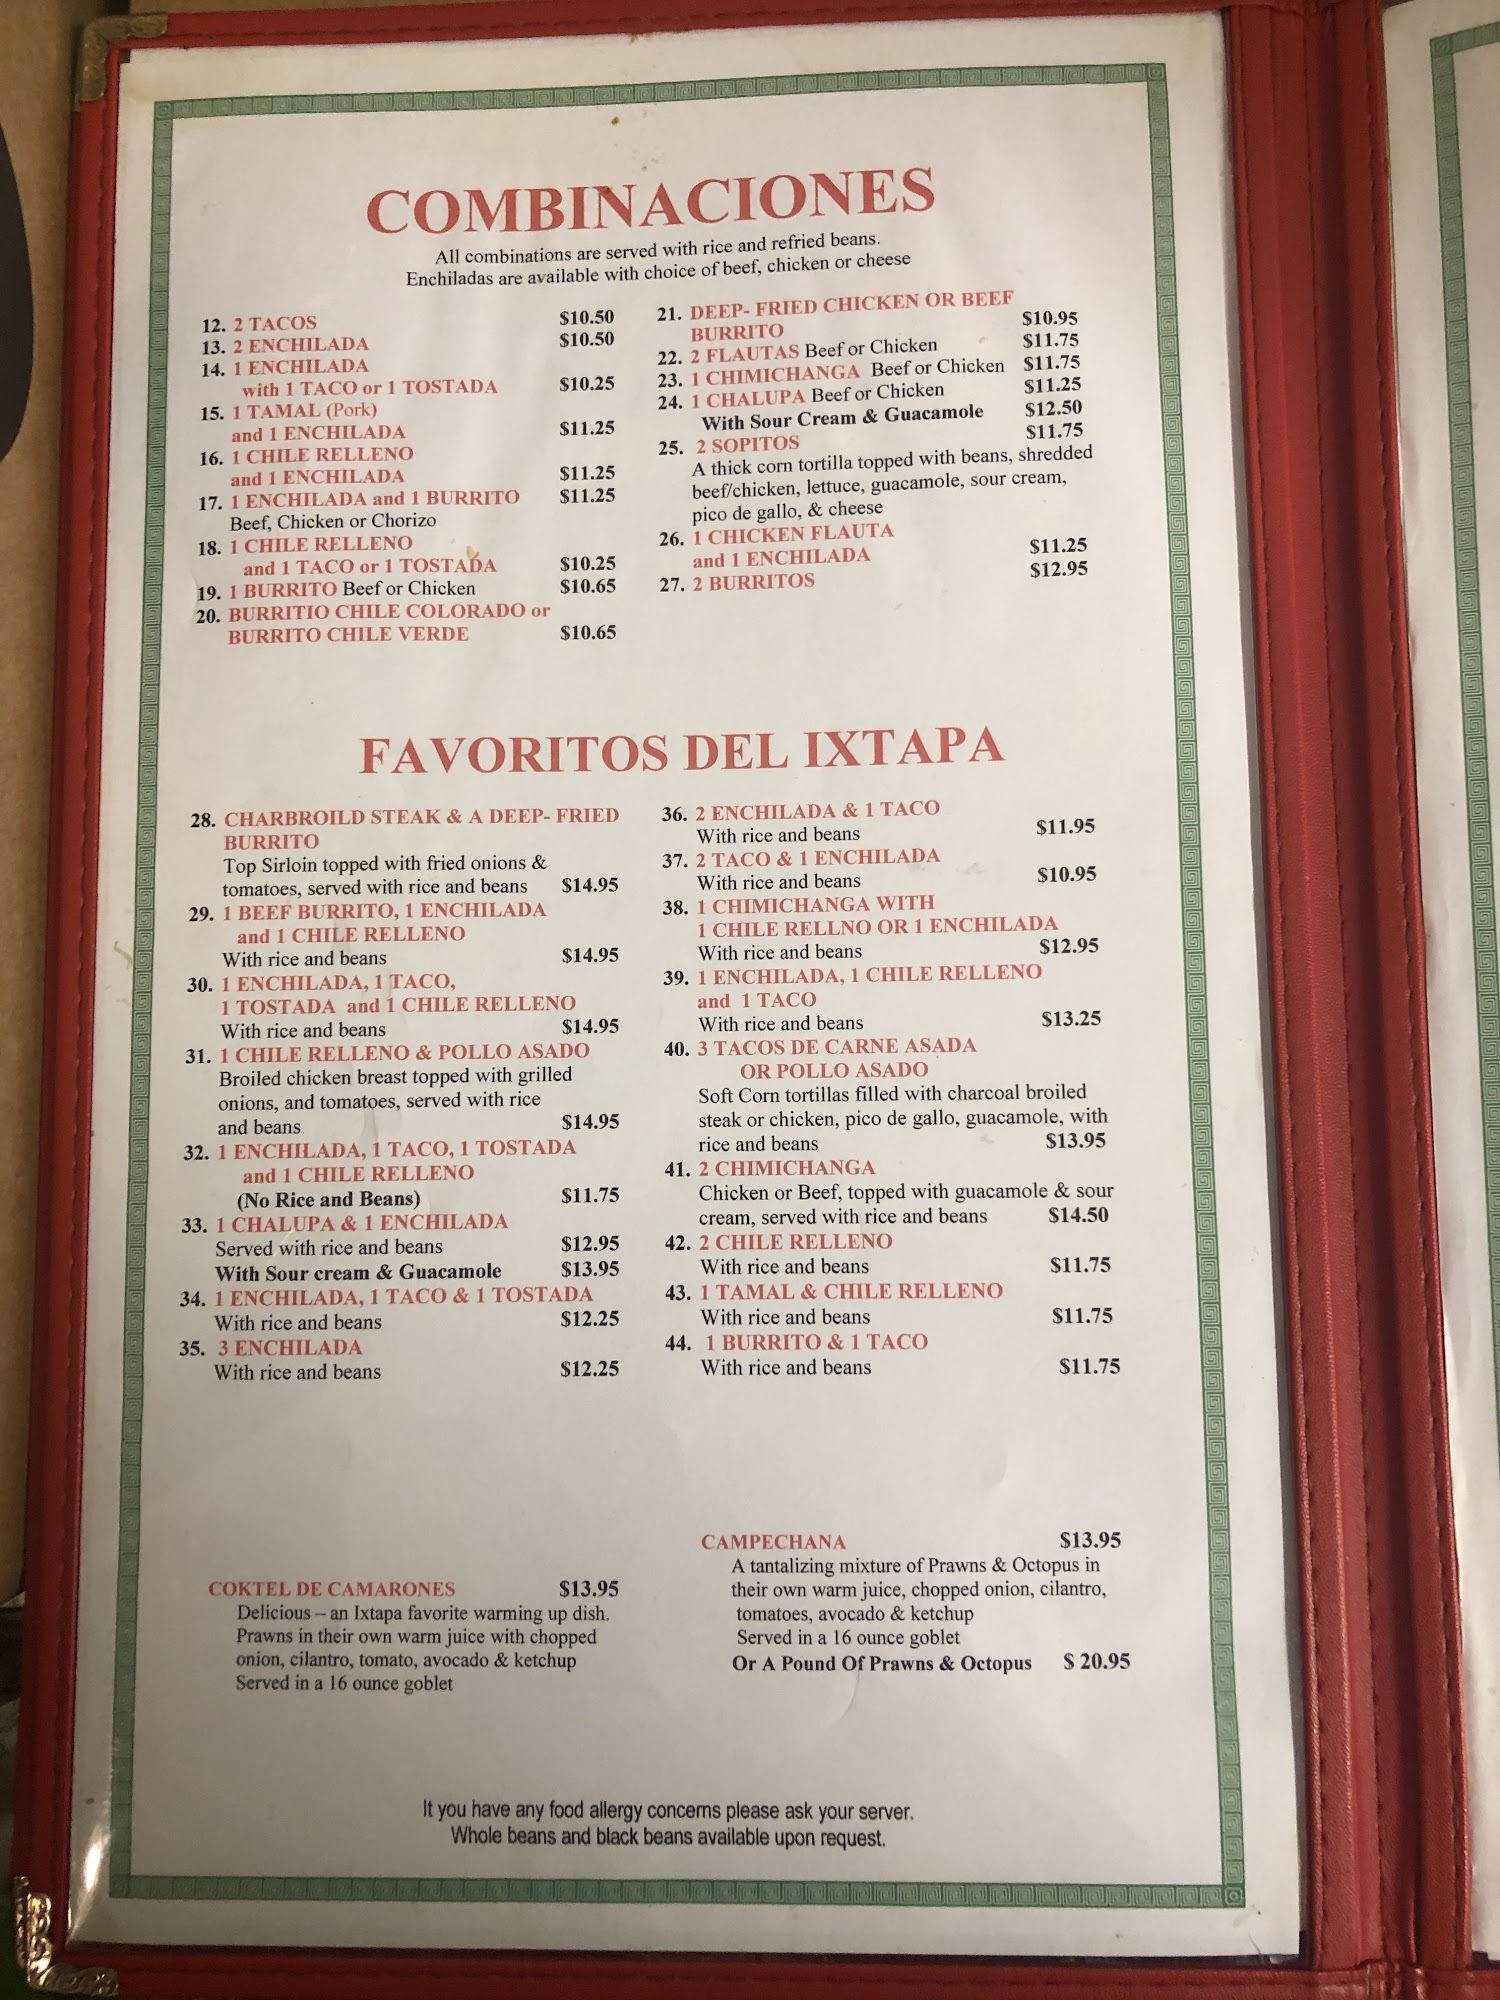 COMBINACIONES
All combinations are served with rice and refried beans.
Enchiladas are available with choice of beef, chicken or cheese
12. 2 TACOS $10.50
13. 2 ENCHILADA $10.50
14. 1 ENCHILADA
with 1 TACO or 1 TOSTADA $10.25
15. 1 TAMAL (Pork)
and 1 ENCHILADA $11.25
16. 1 CHILE RELLENO
and 1 ENCHILADA $11.25
17. 1 ENCHILADA and 1 BURRITO $11.25
Beef, Chicken or Chorizo
18. 1 CHILE RELLENO
and 1 TACO or 1 TOSTADA $10.25
19. 1 BURRITO Beef or Chicken $10.65
20. BURRITIO CHILE COLORADO or
BURRITO CHILE VERDE $10.65
21. DEEP- FRIED CHICKEN OR BEEF
BURRITO $10.95
22. 2 FLAUTAS Beef or Chicken $11.75
23. 1 CHIMICHANGA Beef or Chicken $11.75
24. 1 CHALUPA Beef or Chicken $11.25
With Sour Cream & Guacamole $12.50
25. 2 SOPITOS $11.75
A thick corn tortilla topped with beans, shredded
beef/chicken, lettuce, guacamole, sour cream,
pico de gallo, & cheese
26. 1 CHICKEN FLAUTA
and 1 ENCHILADA $11.25
27. 2 BURRITOS $12.95
FAVORITOS DEL IXTAPA
28. CHARBROILD STEAK & A DEEP- FRIED
BURRITO
Top Sirloin topped with fried onions &
tomatoes, served with rice and beans $14.95
29. 1 BEEF BURRITO, 1 ENCHILADA
and 1 CHILE RELLENO
With rice and beans $14.95
30. 1 ENCHILADA, 1 TACO,
1 TOSTADA and 1 CHILE RELLENO
With rice and beans $14.95
31. 1 CHILE RELLENO & POLLO ASADO
Broiled chicken breast topped with grilled
onions, and tomatoes, served with rice
and beans $14.95
32. 1 ENCHILADA, 1 TACO, 1 TOSTADA
and 1 CHILE RELLENO
(No Rice and Beans) $11.75
33. 1 CHALUPA & 1 ENCHILADA
Served with rice and beans $12.95
With Sour cream & Guacamole $13.95
34. 1 ENCHILADA, 1 TACO & 1 TOSTADA
With rice and beans $12.25
35. 3 ENCHILADA
With rice and beans $12.25
36. 2 ENCHILADA & 1 TACO
With rice and beans $11.95
37. 2 TACO & 1 ENCHILADA
With rice and beans $10.95
38. 1 CHIMICHANGA WITH
1 CHILE RELLNO OR 1 ENCHILADA
With rice and beans $12.95
39. 1 ENCHILADA, 1 CHILE RELLENO
and 1 TACO
With rice and beans $13.25
40. 3 TACOS DE CARNE ASADA
OR POLLO ASADO
Soft Corn tortillas filled with charcoal broiled
steak or chicken, pico de gallo, guacamole, with
rice and beans $13.95
41. 2 CHIMICHANGA
Chicken or Beef, topped with guacamole & sour
cream, served with rice and beans $14.50
42. 2 CHILE RELLENO
With rice and beans $11.75
43. 1 TAMAL & CHILE RELLENO
With rice and beans $11.75
44. 1 BURRITO & 1 TACO
With rice and beans $11.75
COKTEL DE CAMARONES $13.95
Delicious – an Ixtapa favorite warming up dish.
Prawns in their own warm juice with chopped
onion, cilantro, tomato, avocado & ketchup
Served in a 16 ounce goblet
CAMPECHANA $13.95
A tantalizing mixture of Prawns & Octopus in
their own warm juice, chopped onion, cilantro,
tomatoes, avocado & ketchup
Served in a 16 ounce goblet
Or A Pound Of Prawns & Octopus $ 20.95
It you have any food allergy concerns please ask your server.
Whole beans and black beans available upon request.